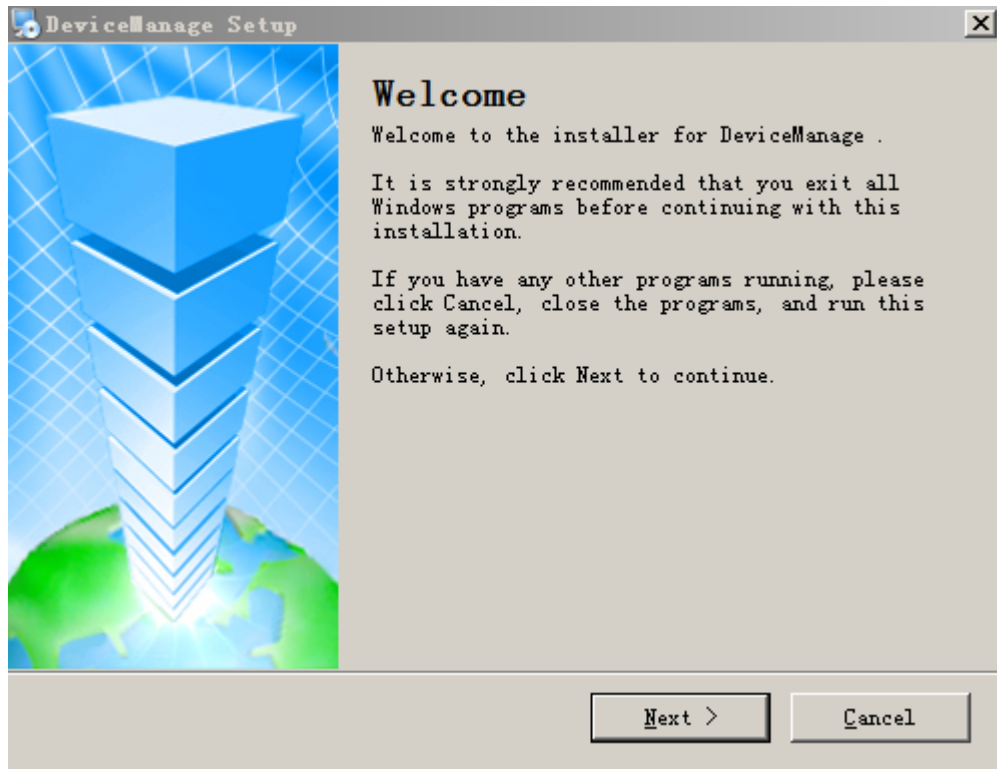 DeviceManage Setup
Welcome
Welcome to the installer for DeviceManage .
It is strongly recommended that you exit all
Windows programs before continuing with this
installation.
If you have any other programs running, please
click Cancel, close the programs, and run this
setup again.
Otherwise, click Next to continue.
Next >
Cancel